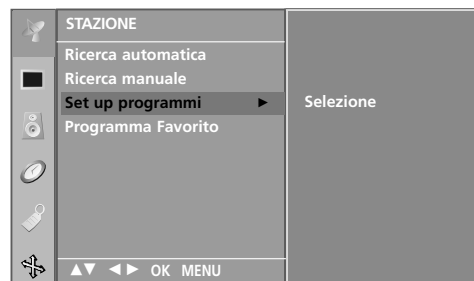 STAZIONE
Ricerca automatica
Ricerca manuale
Set up programmi ►
Selezione
Programma Favorito
▲▼ ◄► OK MENU